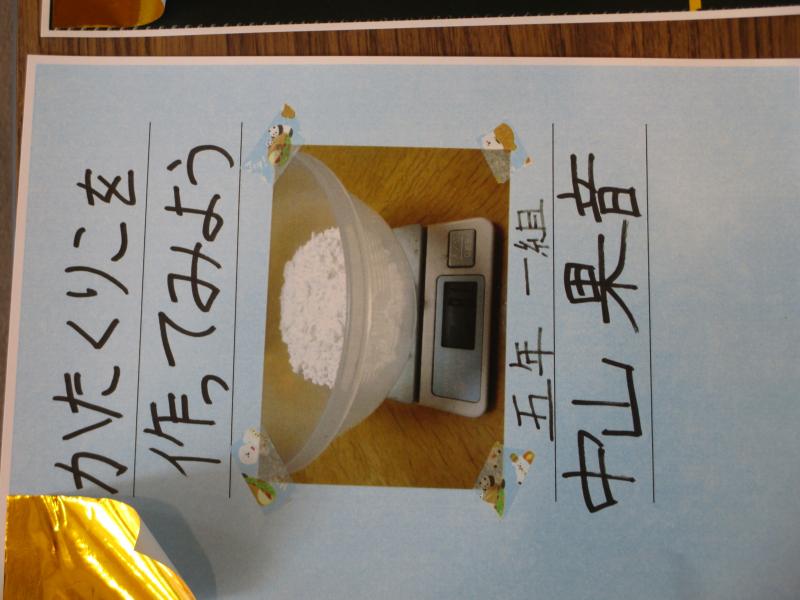 かたくりこを
作ってみよう
五年 一組
中山 果音